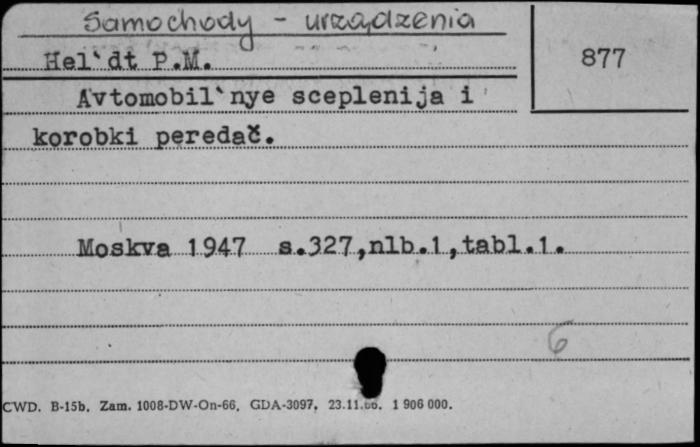 Samochody - urządzenia
Hel`dt P.M.
877
Avtomobil`nye sceplenija i
korobki peredač.
Moskva 1947 s.327,nlb.1,tabl.1.
6
CWD. B-15b. Zam. 1008-DW-On-66. GDA-3097. 23.11.66. 1 906 000.